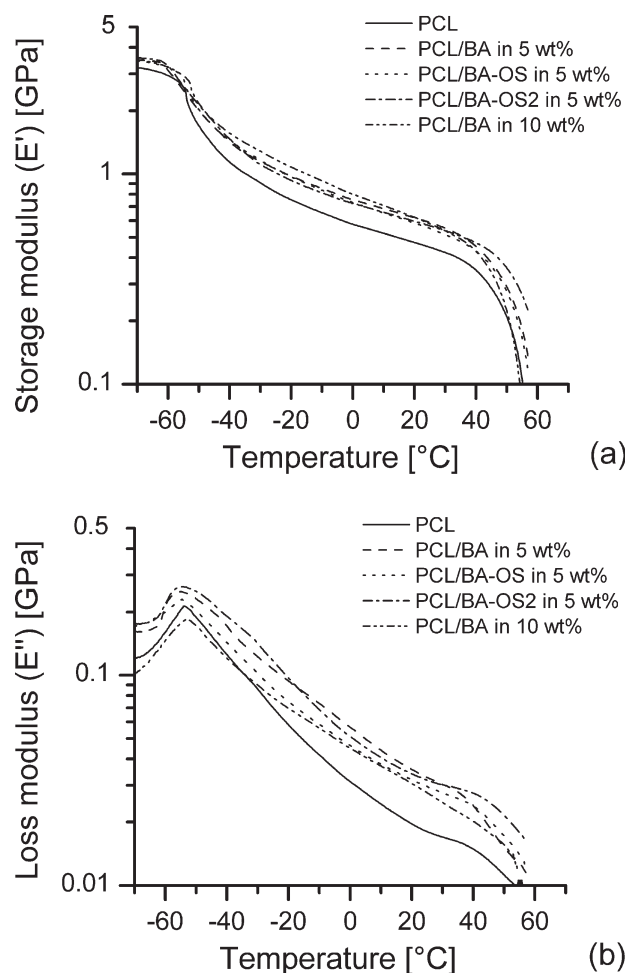 Storage modulus (E') [GPa]
5
1
0.1
PCL
PCL/BA in 5 wt%
PCL/BA-OS in 5 wt%
PCL/BA-OS2 in 5 wt%
PCL/BA in 10 wt%
-60 -40 -20 0 20 40 60
Temperature [°C]
(a)
Loss modulus (E") [GPa]
0.5
0.1
0.01
PCL
PCL/BA in 5 wt%
PCL/BA-OS in 5 wt%
PCL/BA-OS2 in 5 wt%
PCL/BA in 10 wt%
-60 -40 -20 0 20 40 60
Temperature [°C]
(b)